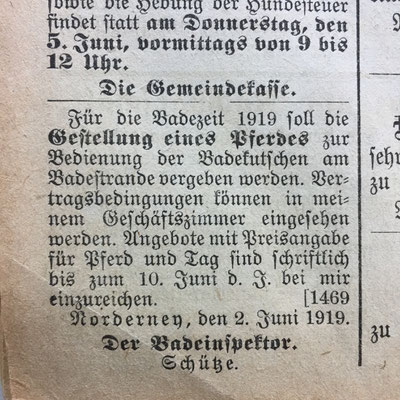 sowie die Hebung der Hundesteuer
findet statt am Donnerstag, den
5. Juni, vormittags von 9 bis
12 Uhr.
Die Gemeindekasse.
Für die Badezeit 1919 soll die
Gestellung eines Pferdes zur
Bedienung der Badekutschen am
Badestrande vergeben werden. Ver-
tragsbedingungen können in mei-
nem Geschäftszimmer eingesehen
werden. Angebote mit Preisangabe
für Pferd und Tag sind schriftlich
bis zum 10. Juni d. J. bei mir
einzureichen. [1469
Norderney, den 2. Juni 1919.
Der Badeinspektor.
Schütze.
sehr
zu
zu